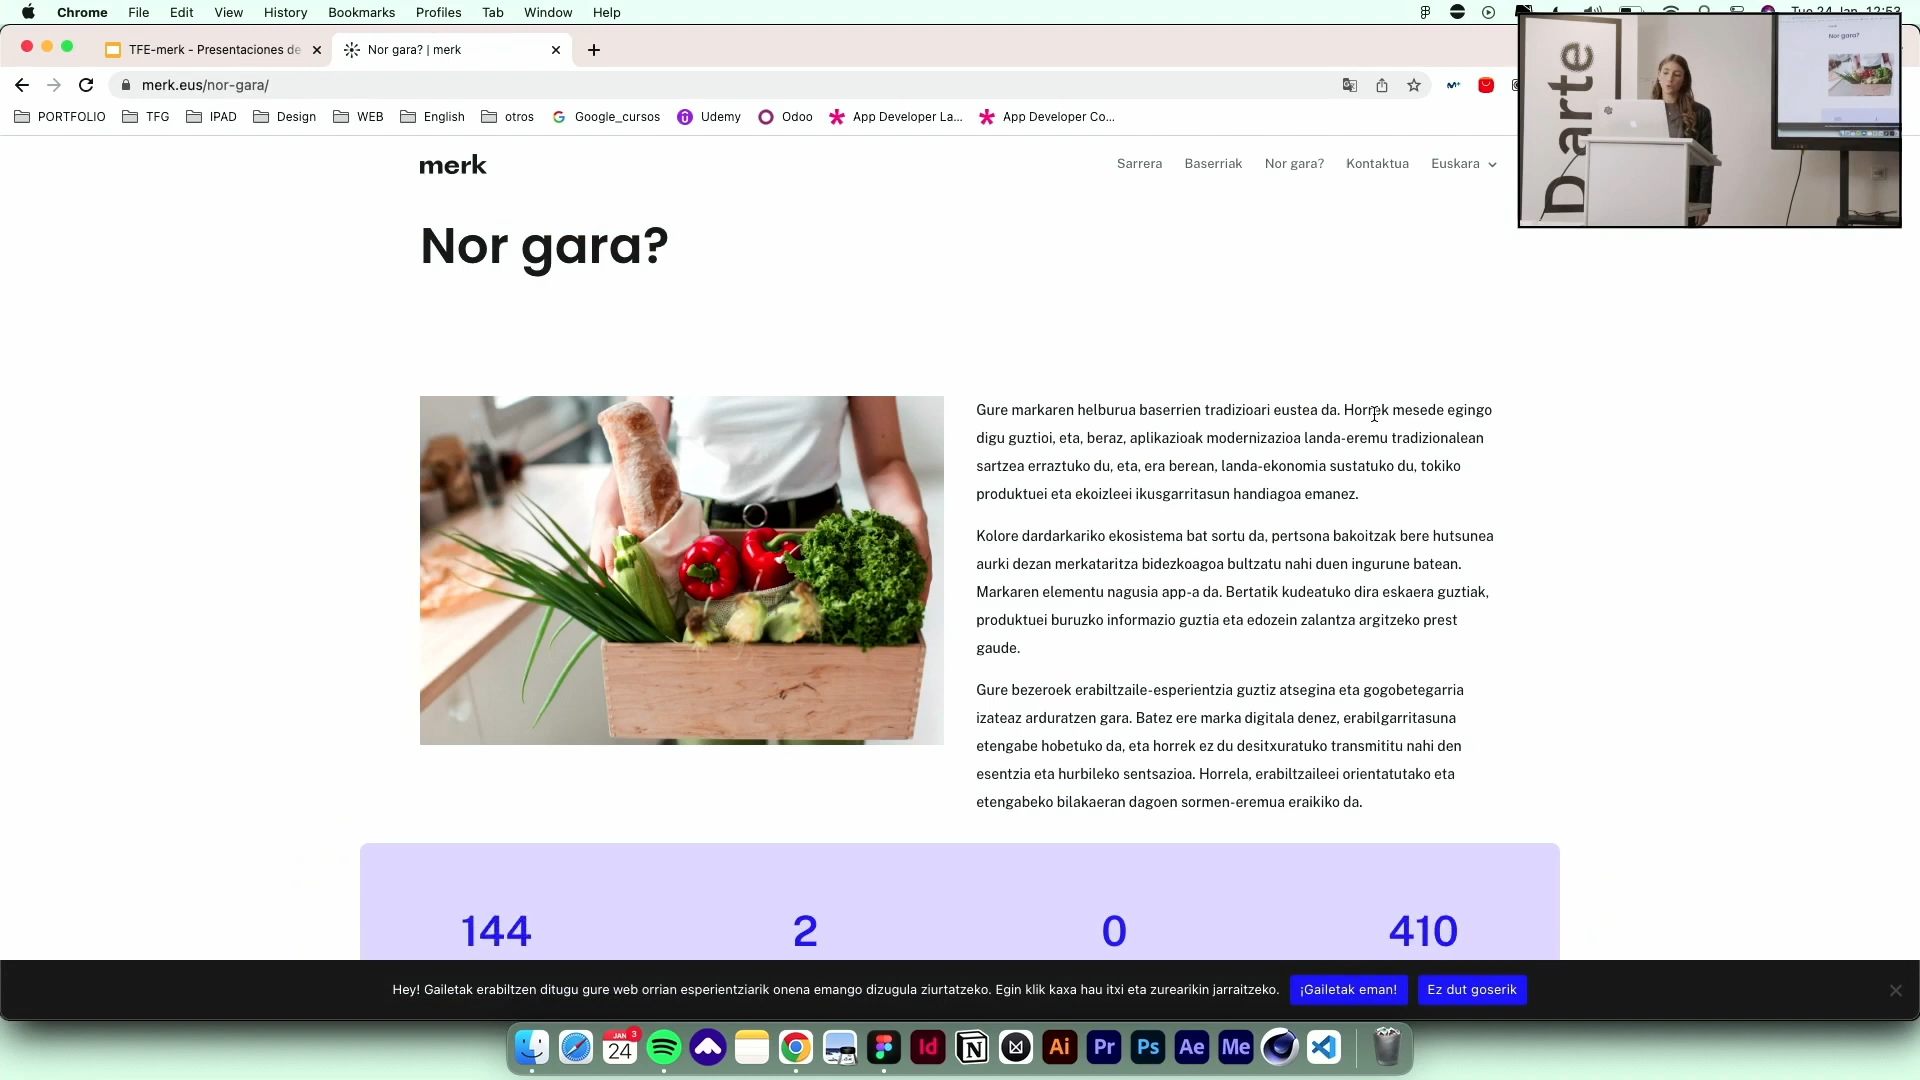 Chrome File Edit View History Bookmarks Profiles Tab Window Help
TFE-merk - Presentaciones de
Nor gara? | merk
merk.eus/nor-gara/
PORTFOLIO TFG IPAD Design WEB English otros Google_cursos Udemy Odoo App Developer La... App Developer Co...
merk
Sarrera Baserriak Nor gara? Kontaktua Euskara
Nor gara?
Darte
Nor gara?
Gure markaren helburua baserrien tradizioari eustea da. Horrek mesede egingo
digu guztioi, eta, beraz, aplikazioak modernizazioa landa-eremu tradizionalean
sartzea erraztuko du, eta, era berean, landa-ekonomia sustatuko du, tokiko
produktuei eta ekoizleei ikusgarritasun handiagoa emanez.
Kolore dardarkariko ekosistema bat sortu da, pertsona bakoitzak bere hutsunea
aurki dezan merkataritza bidezkoagoa bultzatu nahi duen ingurune batean.
Markaren elementu nagusia app-a da. Bertatik kudeatuko dira eskaera guztiak,
produktuei buruzko informazio guztia eta edozein zalantza argitzeko prest
gaude.
Gure bezeroek erabiltzaile-esperientzia guztiz atsegina eta gogobetegarria
izateaz arduratzen gara. Batez ere marka digitala denez, erabilgarritasuna
etengabe hobetuko da, eta horrek ez du desitxuratuko transmititu nahi den
esentzia eta hurbileko sentsazioa. Horrela, erabiltzaileei orientatutako eta
etengabeko bilakaeran dagoen sormen-eremua eraikiko da.
144 2 0 410
Hey! Gailetak erabiltzen ditugu gure web orrian esperientziarik onena emango dizugula ziurtatzeko. Egin klik kaxa hau itxi eta zurearikin jarraitzeko.
¡Gailetak eman!
Ez dut goserik
JAN 3
24
Id
Ai Pr Ps Ae Me